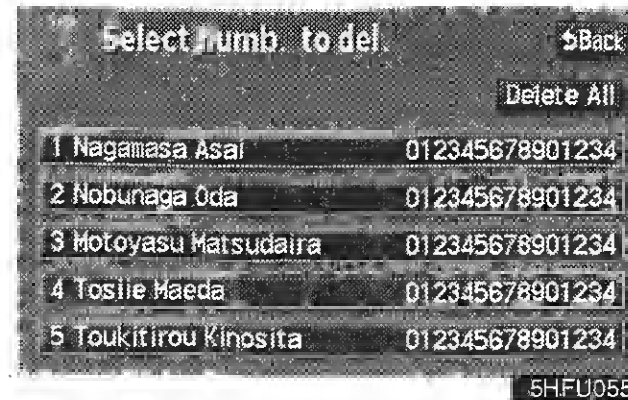 Select numb. to del.
Back
Delete All
1 Nagamasa Asai 012345678901234
2 Nobunaga Oda 012345678901234
3 Motoyasu Matsudaira 012345678901234
4 Tosiie Maeda 012345678901234
5 Toukitirou Kinosita 012345678901234
5HFU055